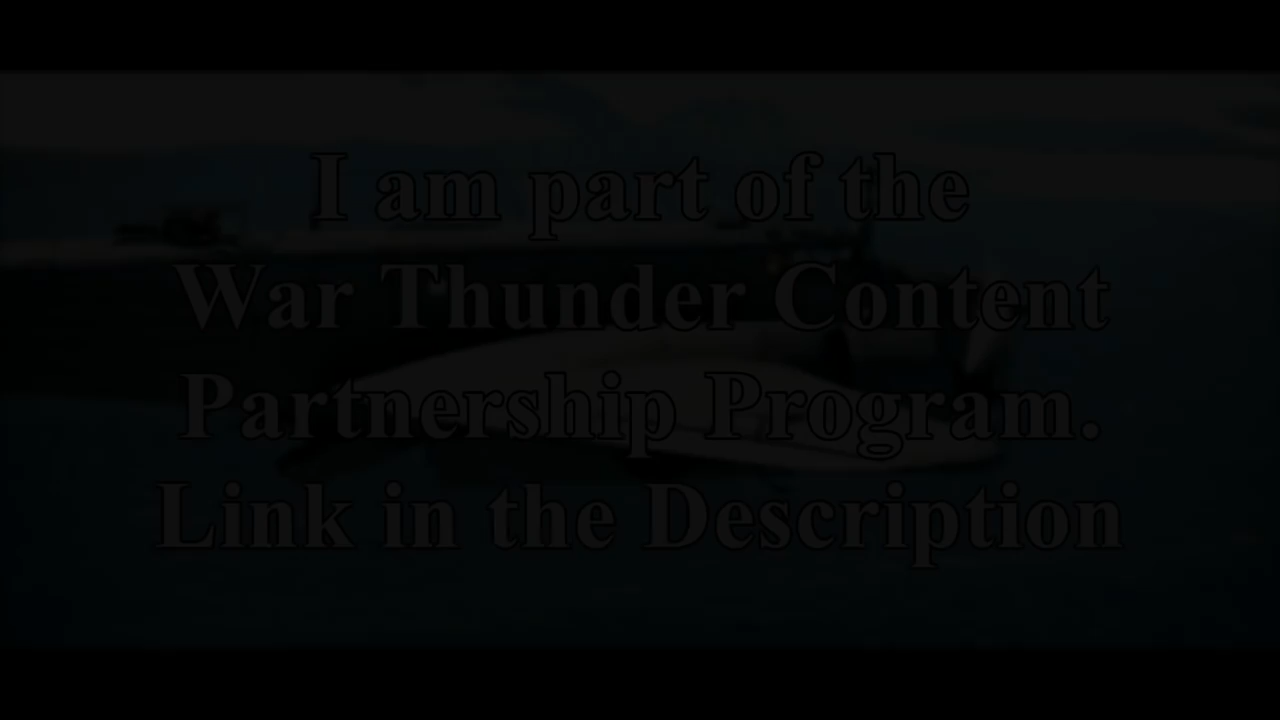 I am part of the
War Thunder Content
Partnership Program.
Link in the Description